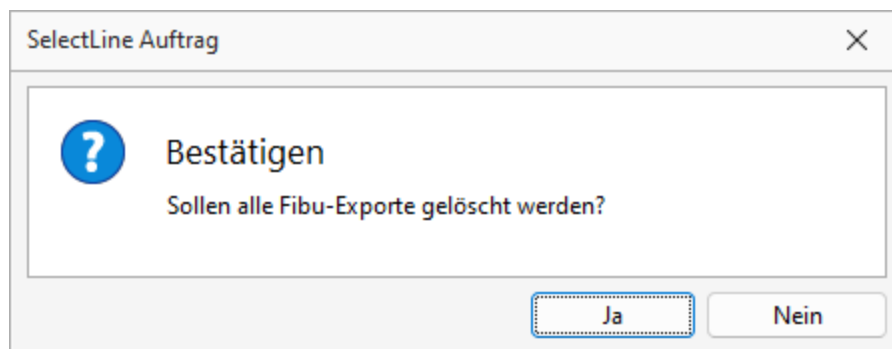 SelectLine Auftrag
Bestätigen
Sollen alle Fibu-Exporte gelöscht werden?
Ja
Nein